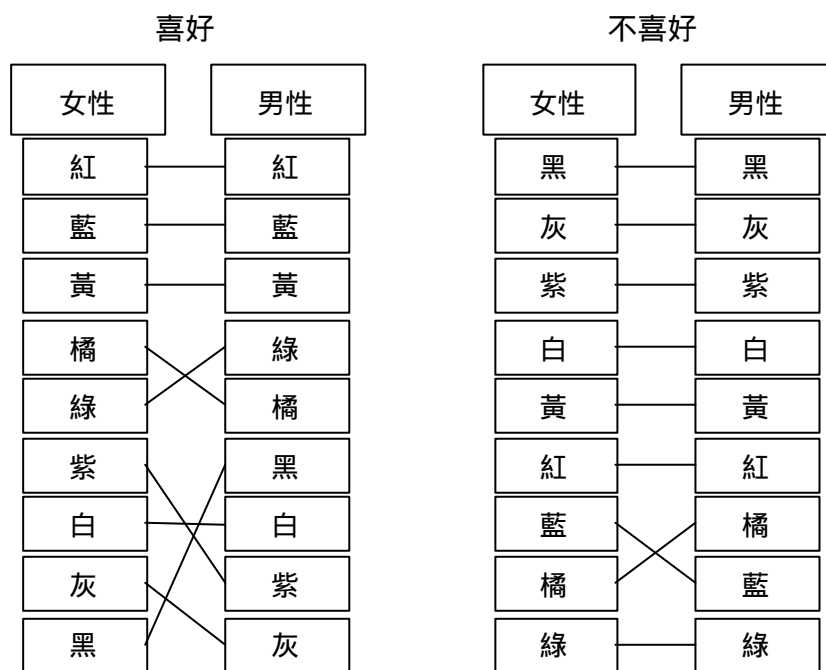 喜好
不喜好
女性 男性
女性 男性
紅 紅
黑 黑
藍 藍
灰 灰
黃 黃
紫 紫
橘 綠
白 白
綠 橘
黃 黃
紫 黑
紅 紅
白 白
藍 橘
灰 紫
橘 藍
黑 灰
綠 綠